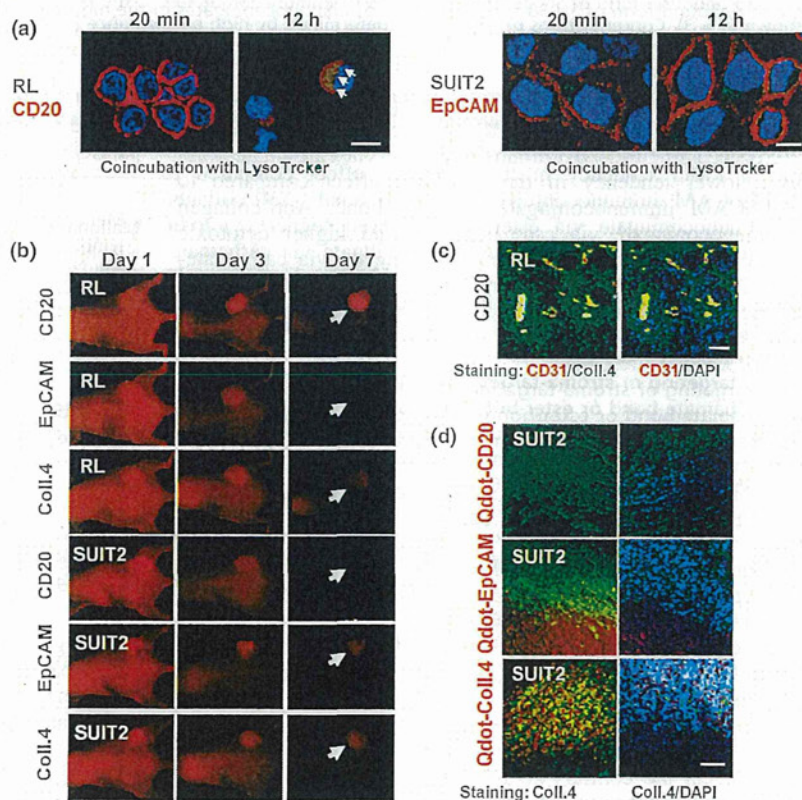 (a)
20 min 12 h
RL
CD20
Coincubation with LysoTrcker
20 min 12 h
SUIT2
EpCAM
Coincubation with LysoTrcker
(b)
Day 1 Day 3 Day 7
CD20 RL
EpCAM RL
Coll.4 RL
CD20 SUIT2
EpCAM SUIT2
Coll.4 SUIT2
(c)
CD20 RL
Staining: CD31/Coll.4 CD31/DAPI
(d)
Qdot-CD20 SUIT2
Qdot-EpCAM SUIT2
Qdot-Coll.4 SUIT2
Staining: Coll.4 Coll.4/DAPI